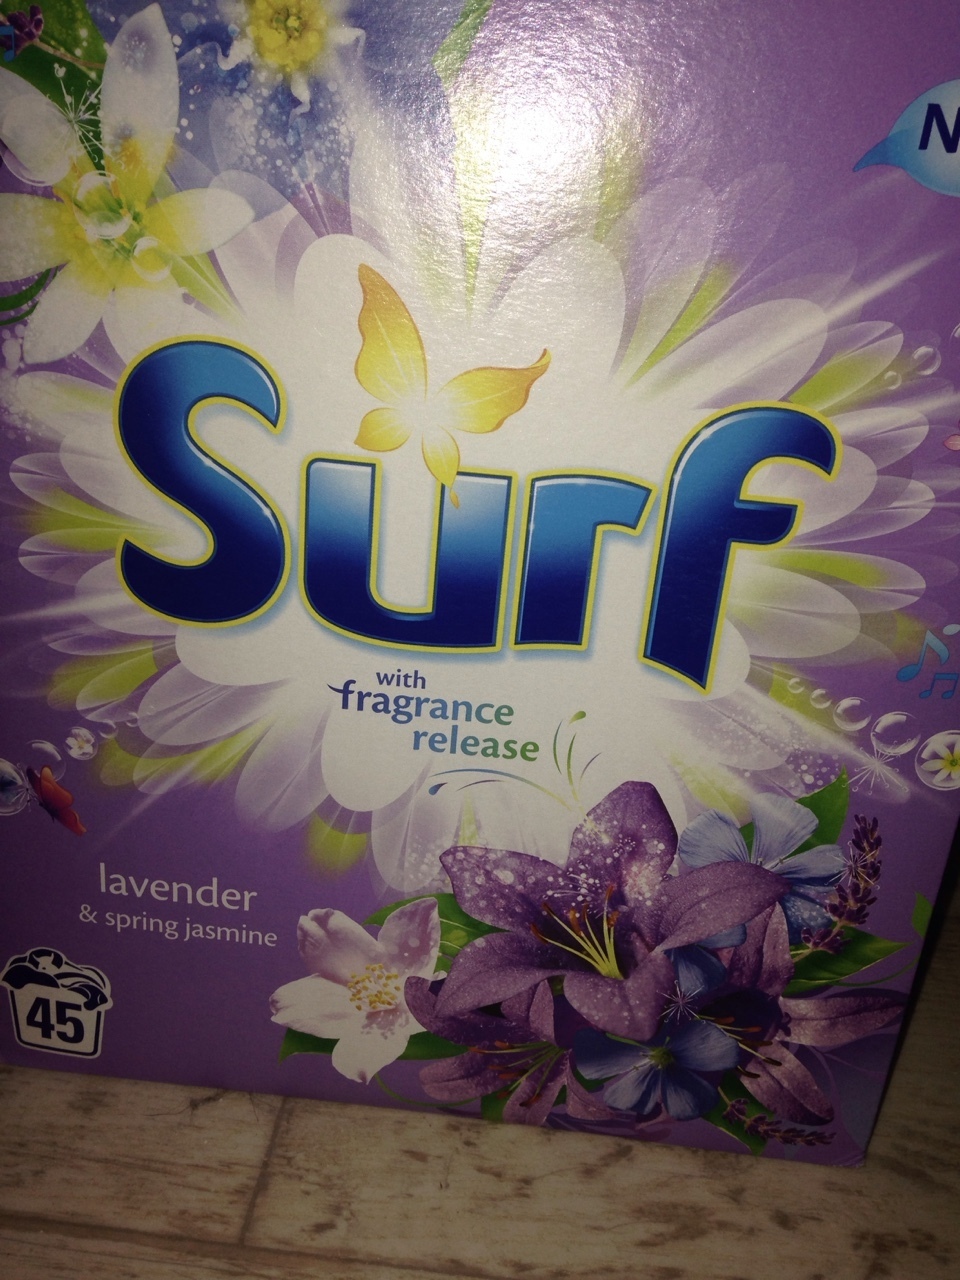 Surf
with
fragrance
release
lavender
& spring jasmine
45